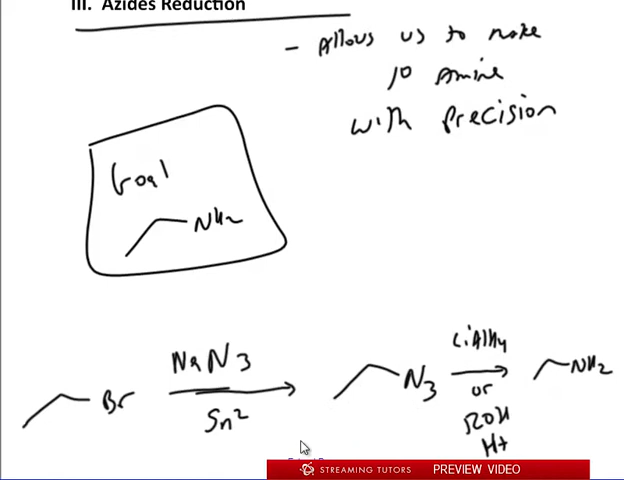 III. Azides Reduction
- Allows us to make
1° Amine
with Precision
Goal
NH2
Br
NaN3
Sn2
N3
LiAlH4
or
ROH
H+
NH2
STREAMING TUTORS PREVIEW VIDEO